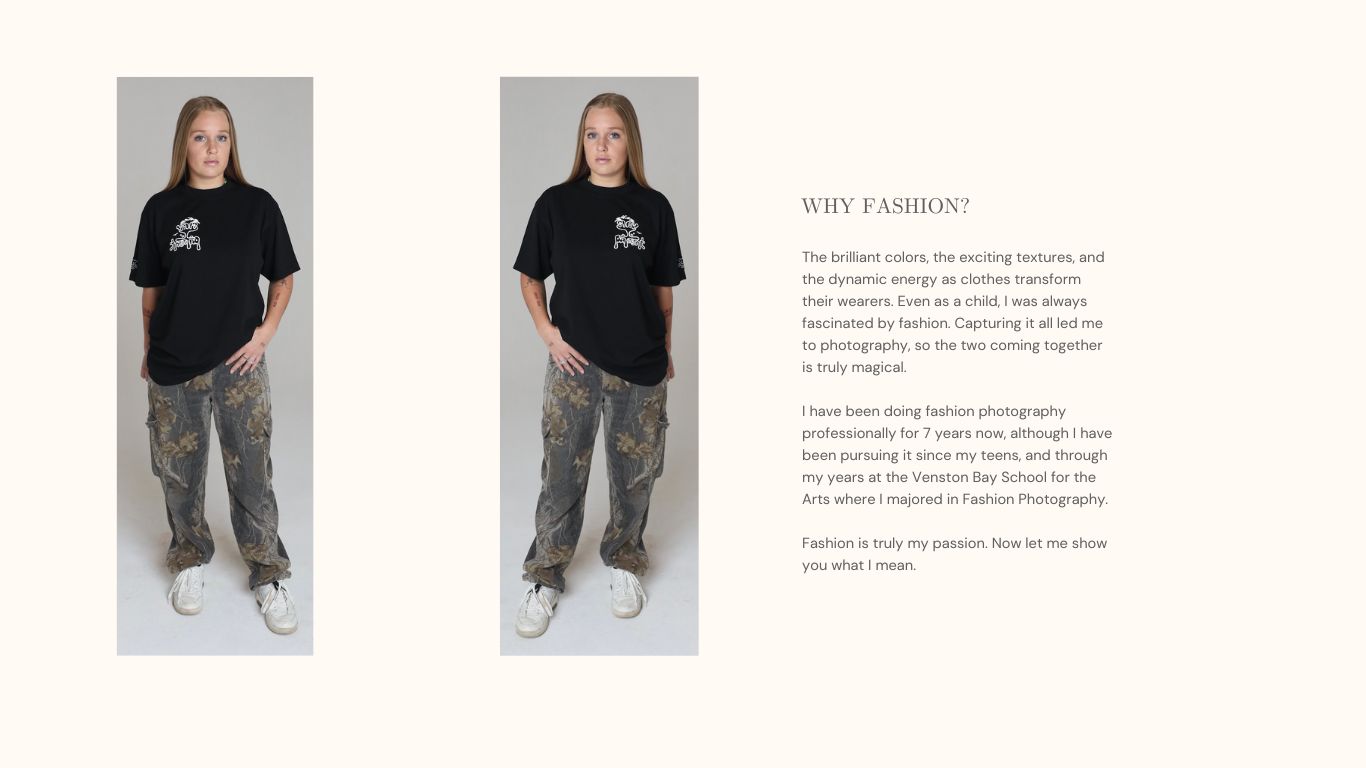 WHY FASHION?
The brilliant colors, the exciting textures, and
the dynamic energy as clothes transform
their wearers. Even as a child, I was always
fascinated by fashion. Capturing it all led me
to photography, so the two coming together
is truly magical.
I have been doing fashion photography
professionally for 7 years now, although I have
been pursuing it since my teens, and through
my years at the Venston Bay School for the
Arts where I majored in Fashion Photography.
Fashion is truly my passion. Now let me show
you what I mean.